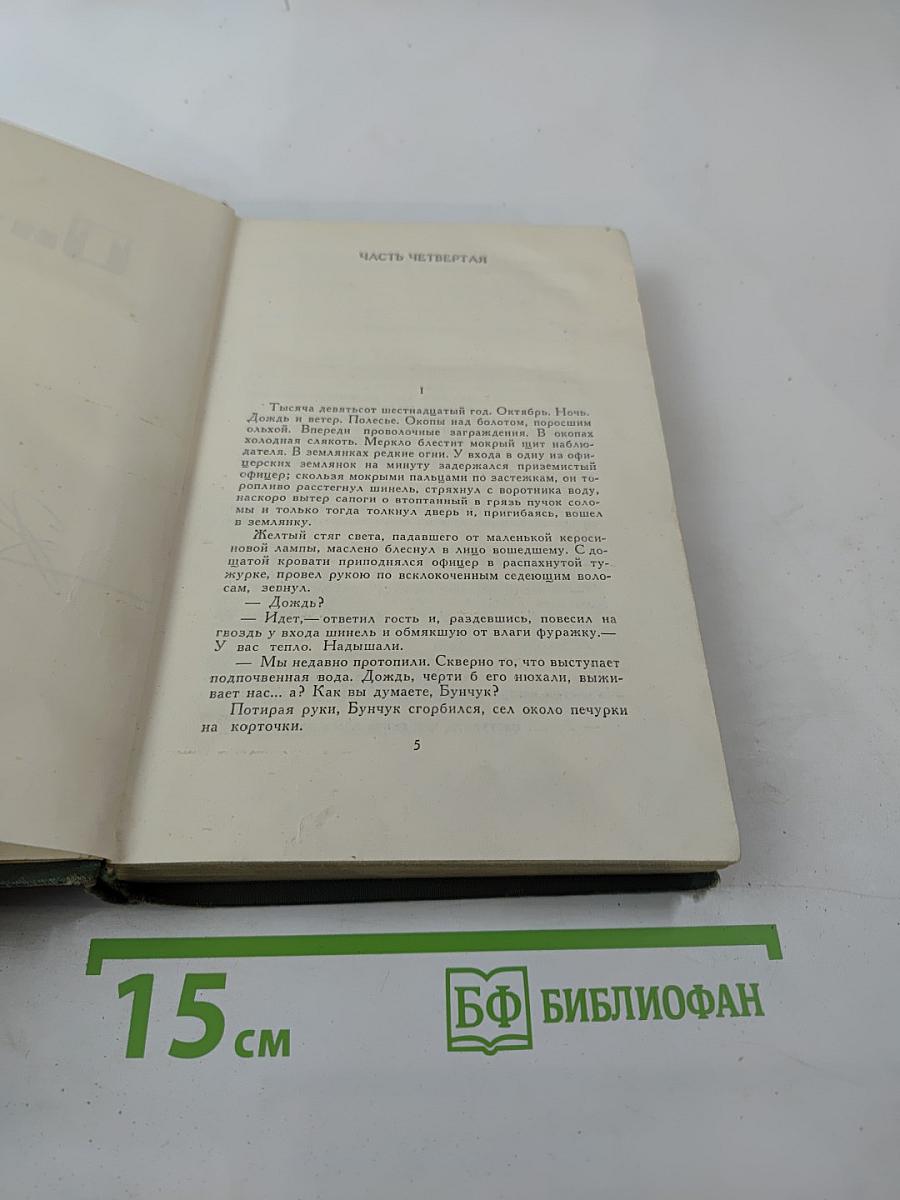 ЧАСТЬ ЧЕТВЕРТАЯ
I
Тысяча девятьсот шестнадцатый год. Октябрь. Ночь.
Дождь и ветер. Полесье. Окопы над болотом, поросшим
ольхой. Впереди проволочные заграждения. В окопах
холодная слякоть. Меркло блестит мокрый щит наблю-
дателя. В землянках редкие огни. У входа в одну из офи-
церских землянок на минуту задержался приземистый
офицер; скользя мокрыми пальцами по застежкам, он то-
ропливо расстегнул шинель, стряхнул с воротника воду,
наскоро вытер сапоги о втоптанный в грязь пучок соло-
мы и только тогда толкнул дверь и, пригибаясь, вошел
в землянку.
Желтый стяг света, падавшего от маленькой кероси-
новой лампы, маслено блеснул в лицо вошедшему. С до-
щатой кровати приподнялся офицер в распахнутой ту-
журке, провел рукою по всклокоченным седеющим воло-
сам, зевнул.
— Дождь?
— Идет,— ответил гость и, раздевшись, повесил на
гвоздь у входа шинель и обмякшую от влаги фуражку.—
У вас тепло. Надышали.
— Мы недавно протопили. Скверно то, что выступает
подпочвенная вода. Дождь, черти б его нюхали, выжи-
вает нас... а? Как вы думаете, Бунчук?
Потирая руки, Бунчук сгорбился, сел около печурки
на корточки.
5
15 см
БФ БИБЛИОФАН